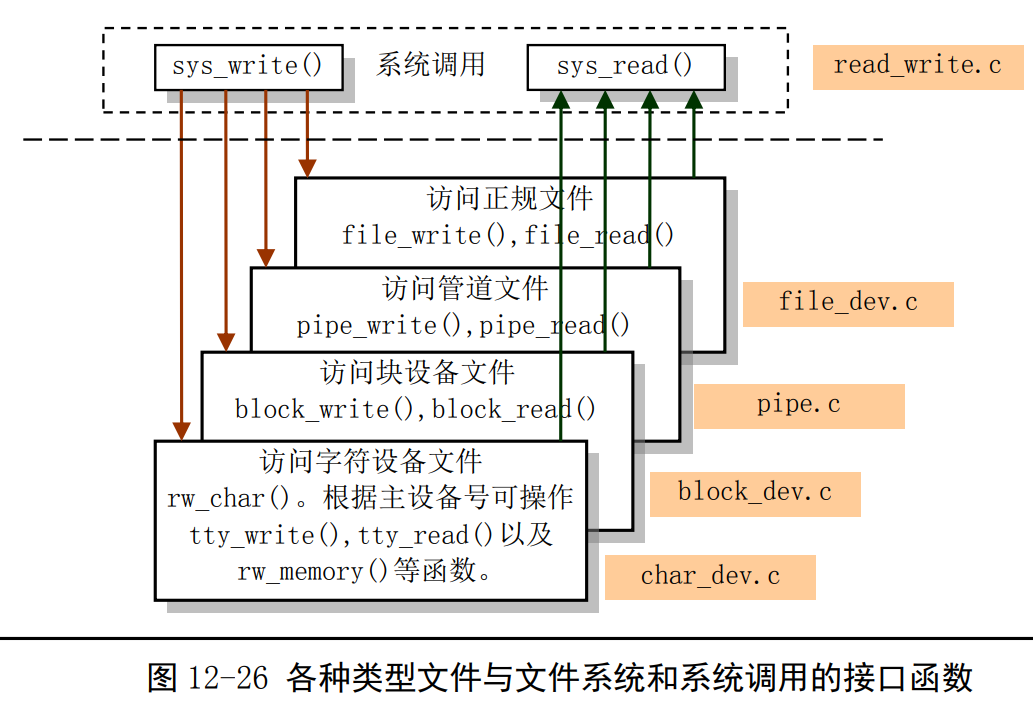 sys_write()
系统调用
sys_read()
read_write.c
访问正规文件
file_write(),file_read()
file_dev.c
访问管道文件
pipe_write(),pipe_read()
pipe.c
访问块设备文件
block_write(),block_read()
block_dev.c
访问字符设备文件
rw_char()。根据主设备号可操作
tty_write(),tty_read()以及
rw_memory()等函数。
char_dev.c
图 12-26 各种类型文件与文件系统和系统调用的接口函数